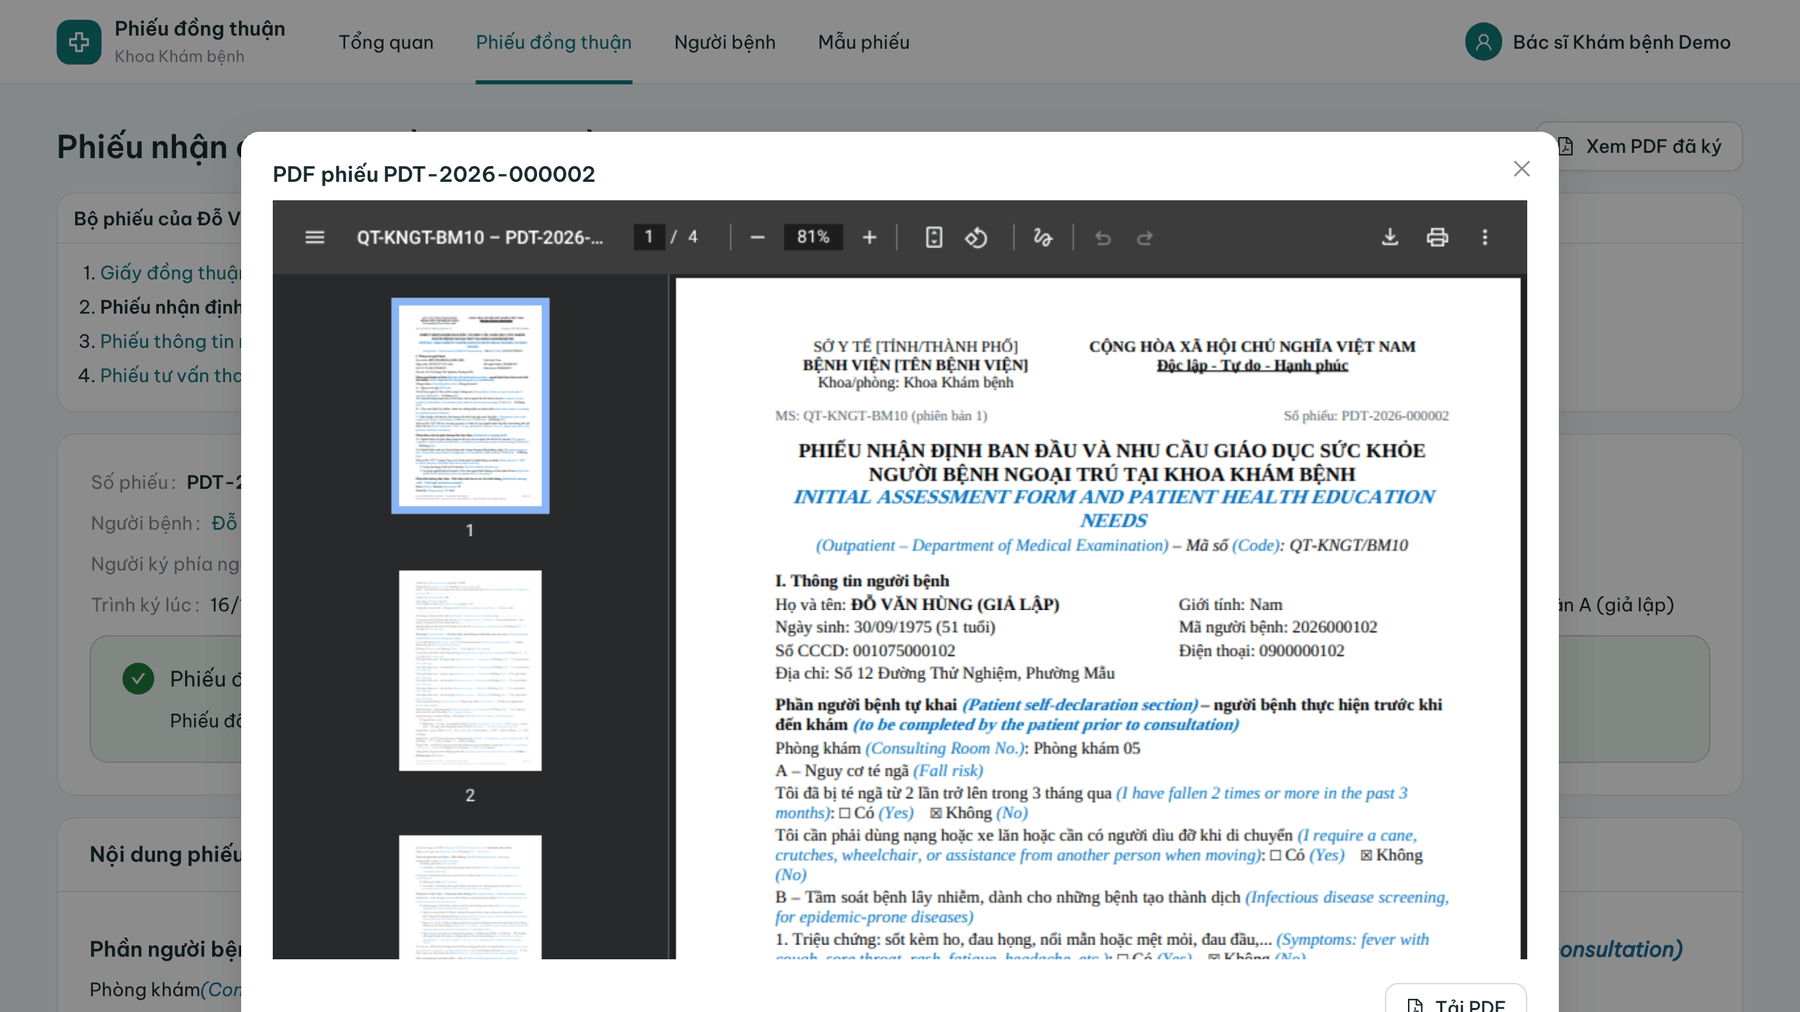 Phiếu đồng thuận
Khoa Khám bệnh
Tổng quan
Phiếu đồng thuận
Người bệnh
Mẫu phiếu
Bác sĩ Khám bệnh Demo
Phiếu nhận
Xem PDF đã ký
PDF phiếu PDT-2026-000002
Bộ phiếu của Đỗ V
1. Giấy đồng thuận
2. Phiếu nhận định
3. Phiếu thông tin
4. Phiếu tư vấn
Số phiếu: PDT-2
Người bệnh: Đỗ
Người ký phía
Trình ký lúc: 16/
A (giả lập)
Phiếu
Phiếu
Nội dung phiếu
Phần người
onsultation)
Phòng khám(Con
QT-KNGT-BM10 – PDT-2026-...
1 / 4
81%
1
2
SỞ Y TẾ [TỈNH/THÀNH PHỐ]
BỆNH VIỆN [TÊN BỆNH VIỆN]
Khoa/phòng: Khoa Khám bệnh
CỘNG HÒA XÃ HỘI CHỦ NGHĨA VIỆT NAM
Độc lập - Tự do - Hạnh phúc
MS: QT-KNGT-BM10 (phiên bản 1)
Số phiếu: PDT-2026-000002
PHIẾU NHẬN ĐỊNH BAN ĐẦU VÀ NHU CẦU GIÁO DỤC SỨC KHỎE
NGƯỜI BỆNH NGOẠI TRÚ TẠI KHOA KHÁM BỆNH
INITIAL ASSESSMENT FORM AND PATIENT HEALTH EDUCATION
NEEDS
(Outpatient – Department of Medical Examination) – Mã số (Code): QT-KNGT/BM10
I. Thông tin người bệnh
Họ và tên: ĐỖ VĂN HÙNG (GIẢ LẬP)
Giới tính: Nam
Ngày sinh: 30/09/1975 (51 tuổi)
Mã người bệnh: 2026000102
Số CCCD: 001075000102
Điện thoại: 0900000102
Địa chỉ: Số 12 Đường Thử Nghiệm, Phường Mẫu
Phần người bệnh tự khai (Patient self-declaration section) – người bệnh thực hiện trước khi
đến khám (to be completed by the patient prior to consultation)
Phòng khám (Consulting Room No.): Phòng khám 05
A – Nguy cơ té ngã (Fall risk)
Tôi đã bị té ngã từ 2 lần trở lên trong 3 tháng qua (I have fallen 2 times or more in the past 3
months): ☐ Có (Yes) ☒ Không (No)
Tôi cần phải dùng nạng hoặc xe lăn hoặc cần có người dìu đỡ khi di chuyển (I require a cane,
crutches, wheelchair, or assistance from another person when moving): ☐ Có (Yes) ☒ Không
(No)
B – Tầm soát bệnh lây nhiễm, dành cho những bệnh tạo thành dịch (Infectious disease screening,
for epidemic-prone diseases)
1. Triệu chứng: sốt kèm ho, đau họng, nổi mẩn hoặc mệt mỏi, đau đầu,... (Symptoms: fever with
cough, sore throat, rash, fatigue, headache, etc.): ☐ Có (Yes) ☒ Không (No)
Tải PDF